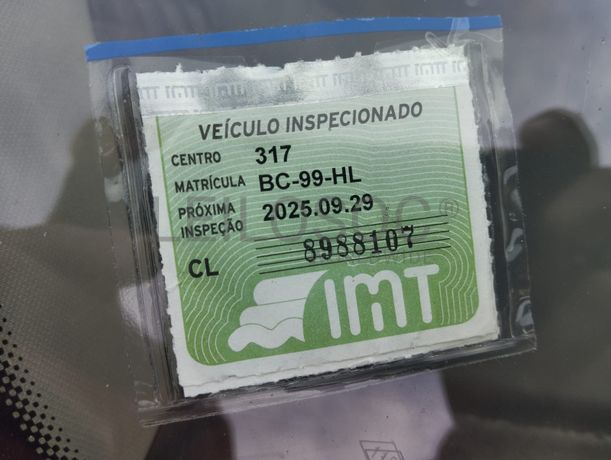 VEÍCULO INSPECIONADO
CENTRO 317
MATRÍCULA BC-99-HL
PRÓXIMA INSPEÇÃO 2025.09.29
CL 8988107
IMT